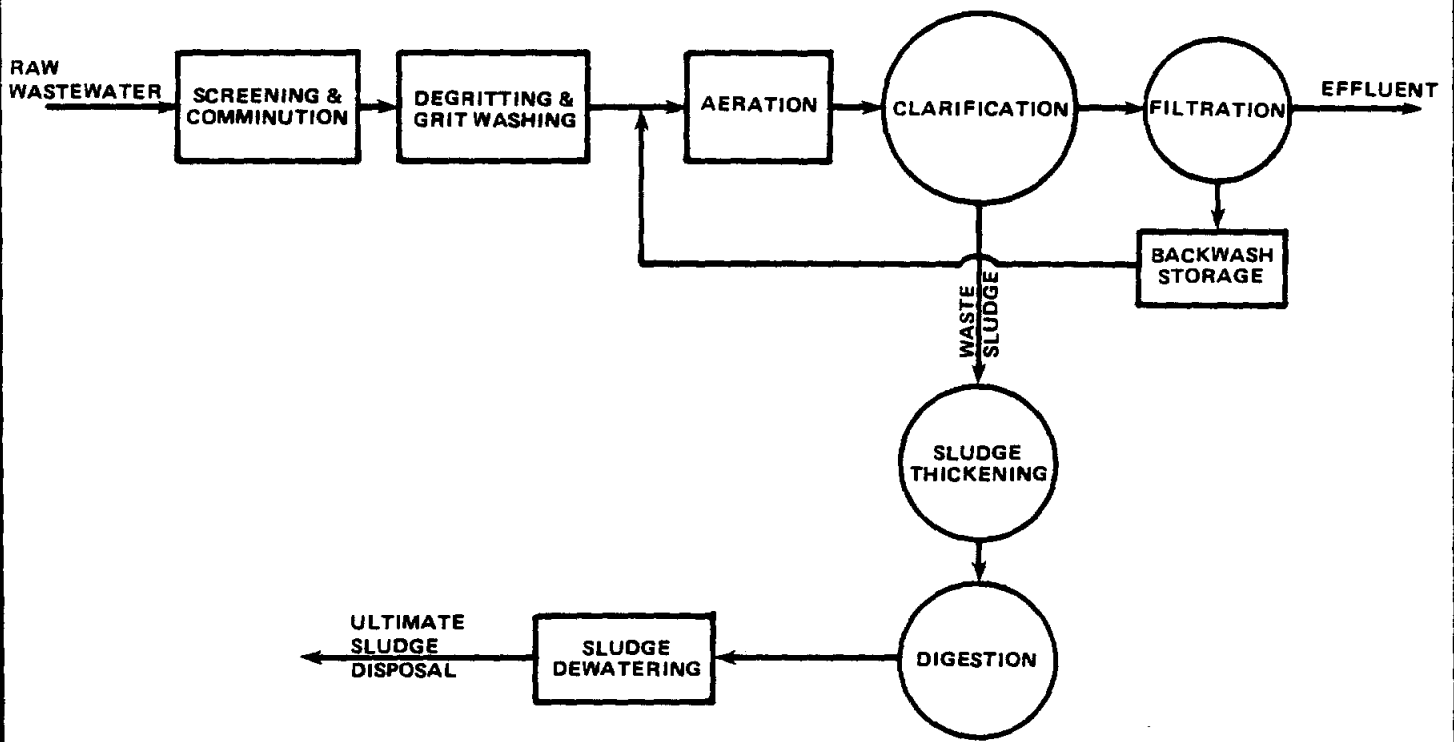 RAW
WASTEWATER
SCREENING &
COMMINUTION
DEGRITTING &
GRIT WASHING
AERATION
CLARIFICATION
FILTRATION
EFFLUENT
BACKWASH
STORAGE
WASTE
SLUDGE
SLUDGE
THICKENING
DIGESTION
SLUDGE
DEWATERING
ULTIMATE
SLUDGE
DISPOSAL